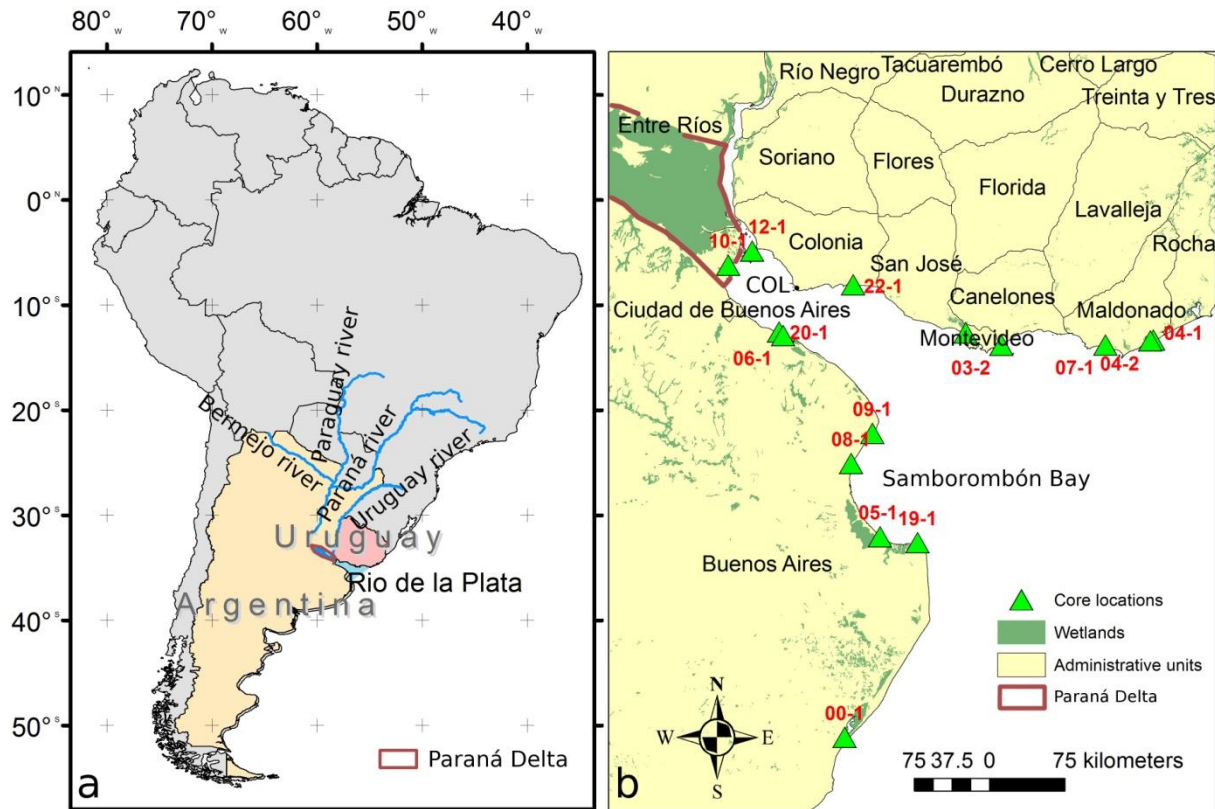 80°w 70°w 60°w 50°w 40°w
10°N
0°N
10°S
20°S
30°S
40°S
50°S
Paraguay river
Bermejo river
Paraná river
Uruguay river
Uruguay
Rio de la Plata
Argentina
Paraná Delta
a
Río Negro
Tacuarembó
Cerro Largo
Durazno
Treinta y Tres
Entre Ríos
Soriano
Flores
Florida
Lavalleja
Rocha
12-1
10-1
Colonia
San José
COL
22-1
Canelones
Maldonado
Ciudad de Buenos Aires
20-1
06-1
Montevideo
03-2
07-1
04-2
04-1
09-1
08-1
Samborombón Bay
05-1
19-1
Buenos Aires
00-1
N
W
E
S
Core locations
Wetlands
Administrative units
Paraná Delta
75 37.5 0 75 kilometers
b